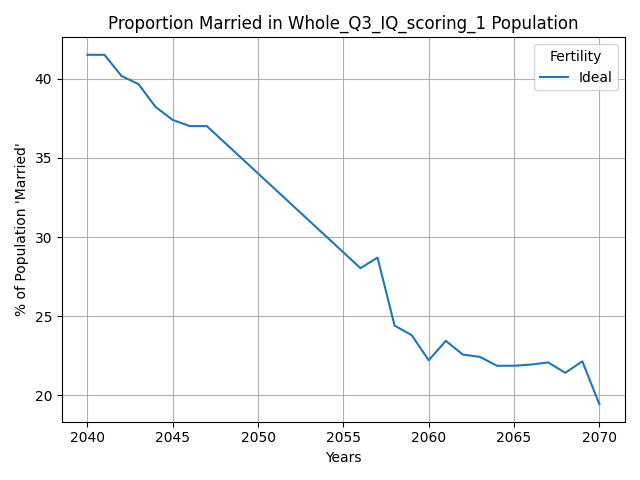 Proportion Married in Whole_Q3_IQ_scoring_1 Population
Fertility
Ideal
% of Population 'Married'
40
35
30
25
20
2040 2045 2050 2055 2060 2065 2070
Years